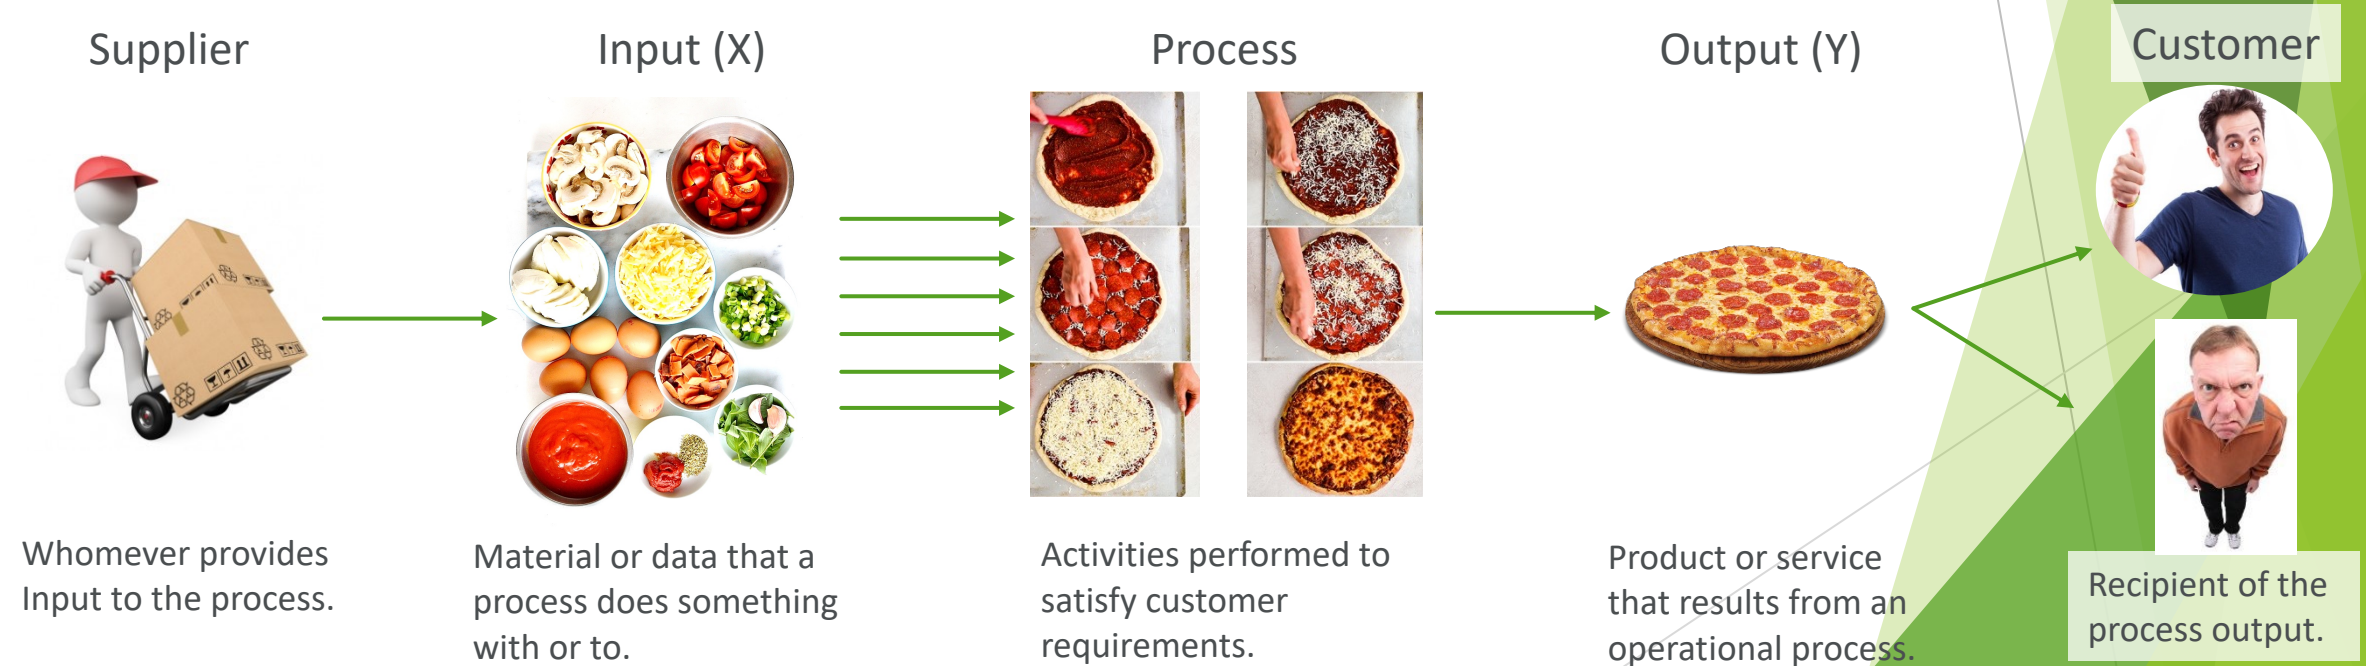 Supplier
Input (X)
Process
Output (Y)
Customer
Whomever provides
Input to the process.
Material or data that a
process does something
with or to.
Activities performed to
satisfy customer
requirements.
Product or service
that results from an
operational process.
Recipient of the
process output.